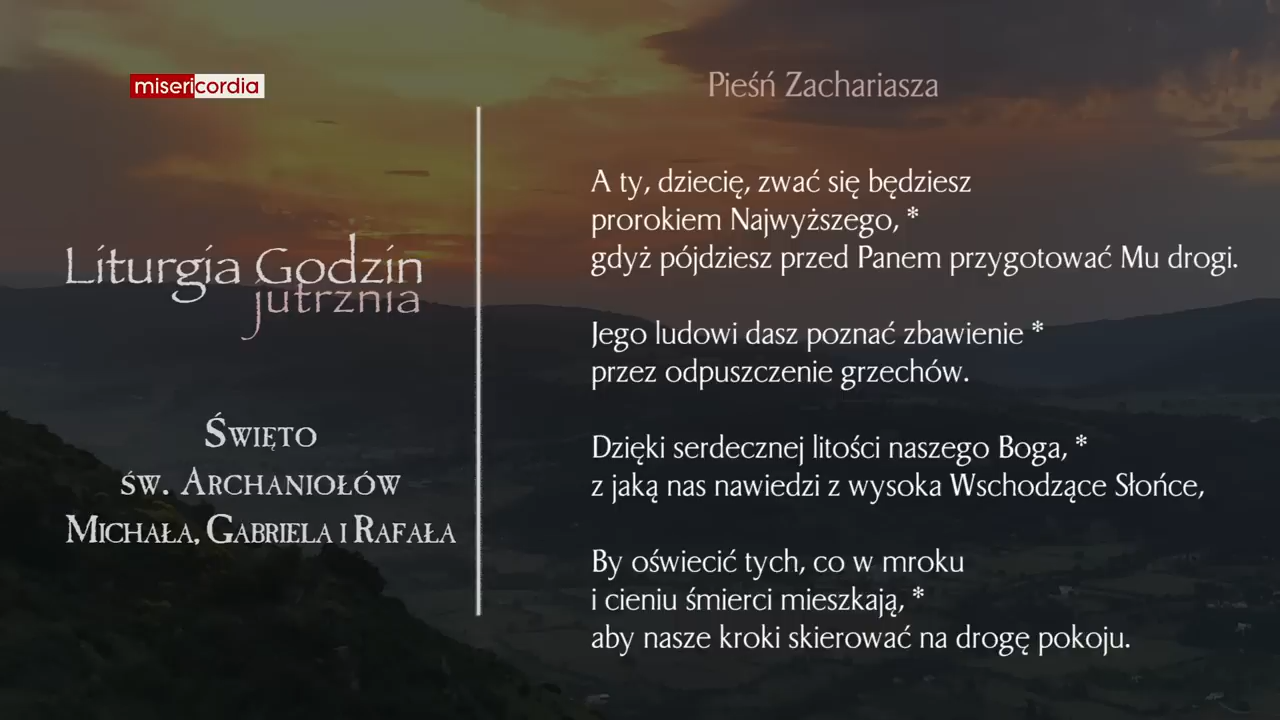 misericordia
Liturgia Godzin
jutrznia
Święto
św. Archaniołów
Michała, Gabriela i Rafała
Pieśń Zachariasza
A ty, dziecię, zwać się będziesz
prorokiem Najwyższego, *
gdyż pójdziesz przed Panem przygotować Mu drogi.
Jego ludowi dasz poznać zbawienie *
przez odpuszczenie grzechów.
Dzięki serdecznej litości naszego Boga, *
z jaką nas nawiedzi z wysoka Wschodzące Słońce,
By oświecić tych, co w mroku
i cieniu śmierci mieszkają, *
aby nasze kroki skierować na drogę pokoju.